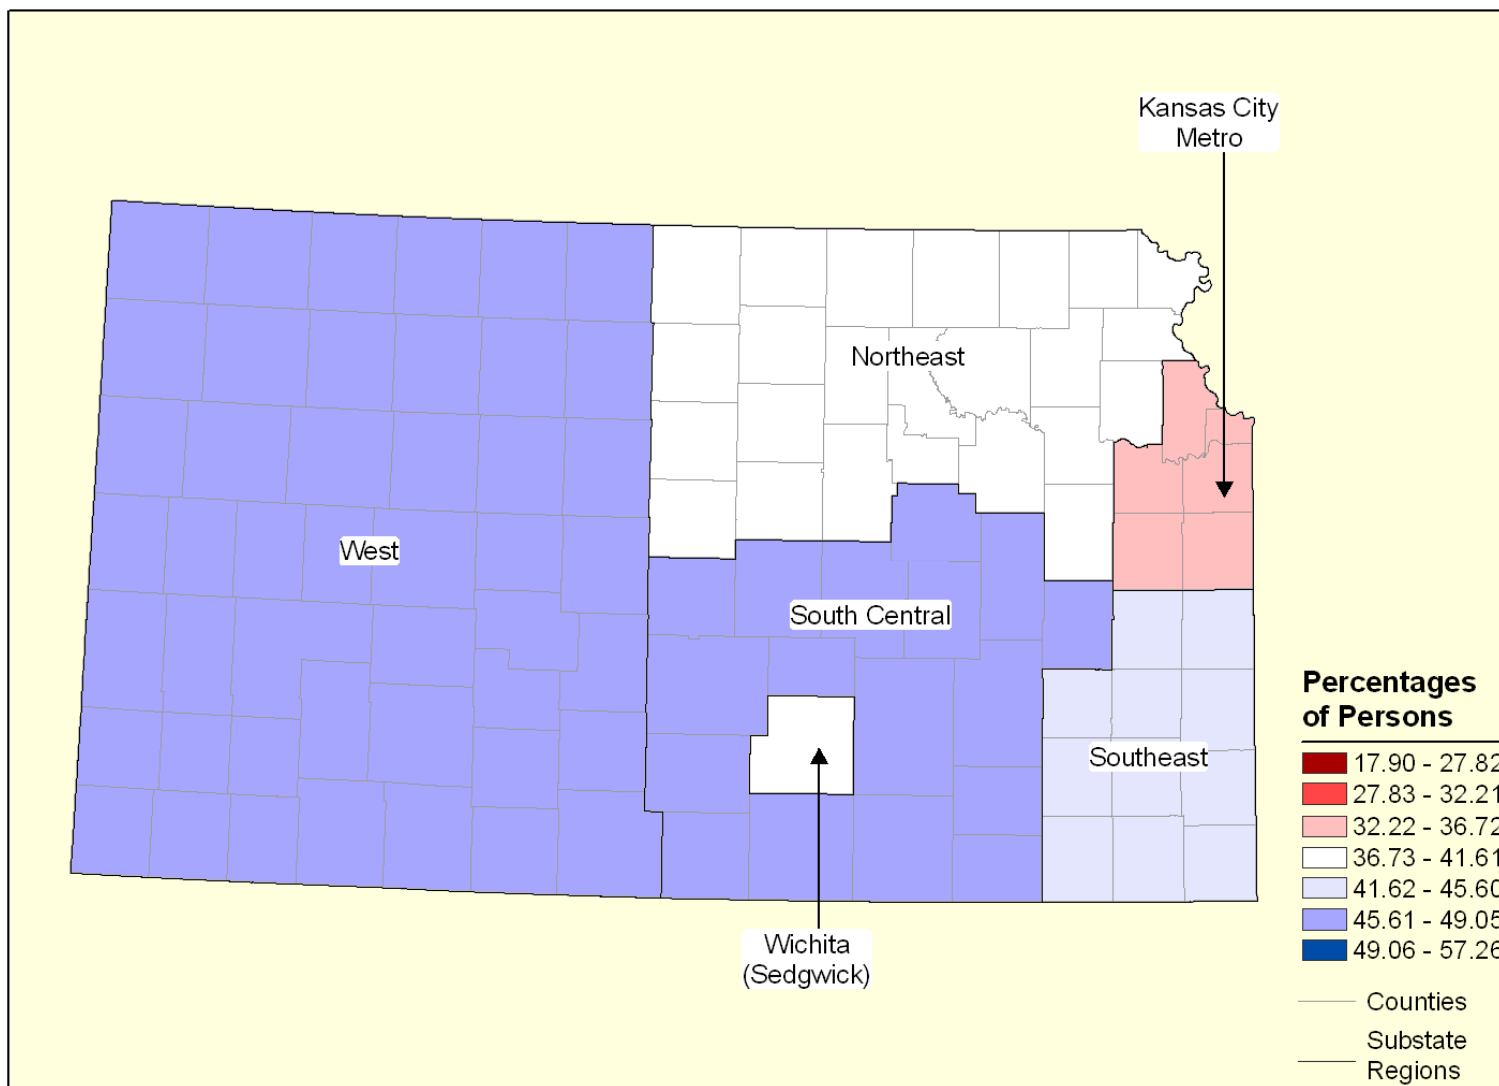 Kansas City
Metro
Northeast
West
South Central
Southeast
Wichita
(Sedgwick)
Percentages
of Persons
17.90 - 27.82
27.83 - 32.21
32.22 - 36.72
36.73 - 41.61
41.62 - 45.60
45.61 - 49.05
49.06 - 57.26
Counties
Substate
Regions